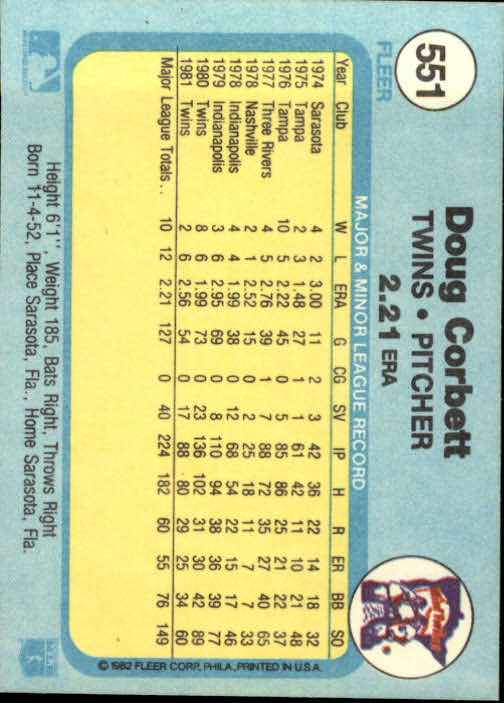 551
FLEER
Doug Corbett
TWINS • PITCHER
2.21 ERA
MAJOR & MINOR LEAGUE RECORD
Year Club W L ERA G CG SV IP H R ER BB SO
1974 Sarasota 4 2 3.00 11 2 3 42 36 22 14 18 32
1975 Tampa 2 3 1.48 27 0 1 61 42 11 10 21 48
1976 Tampa 10 5 2.22 45 0 5 85 86 25 21 22 37
1977 Three Rivers 4 5 2.76 39 1 7 88 72 35 27 40 65
1978 Nashville 2 1 2.52 15 0 2 25 18 11 7 7 33
1978 Indianapolis 4 4 1.99 38 0 12 68 54 22 15 17 46
1979 Indianapolis 3 6 2.95 69 0 8 110 94 38 36 39 77
1980 Twins 8 6 1.99 73 0 23 136 102 31 30 42 89
1981 Twins 2 6 2.56 54 0 17 88 80 29 25 34 60
Major League Totals .. 10 12 2.21 127 0 40 224 182 60 55 76 149
© 1982 FLEER CORP., PHILA., PRINTED IN U.S.A.
Height 6'1", Weight 185, Bats Right, Throws Right
Born 11-4-52, Place Sarasota, Fla., Home Sarasota, Fla.